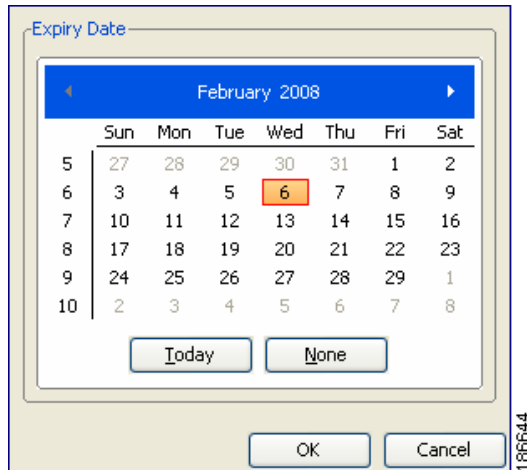 Expiry Date
February 2008
Sun Mon Tue Wed Thu Fri Sat
5 27 28 29 30 31 1 2
6 3 4 5 6 7 8 9
7 10 11 12 13 14 15 16
8 17 18 19 20 21 22 23
9 24 25 26 27 28 29 1
10 2 3 4 5 6 7 8
Today None
OK Cancel
186644